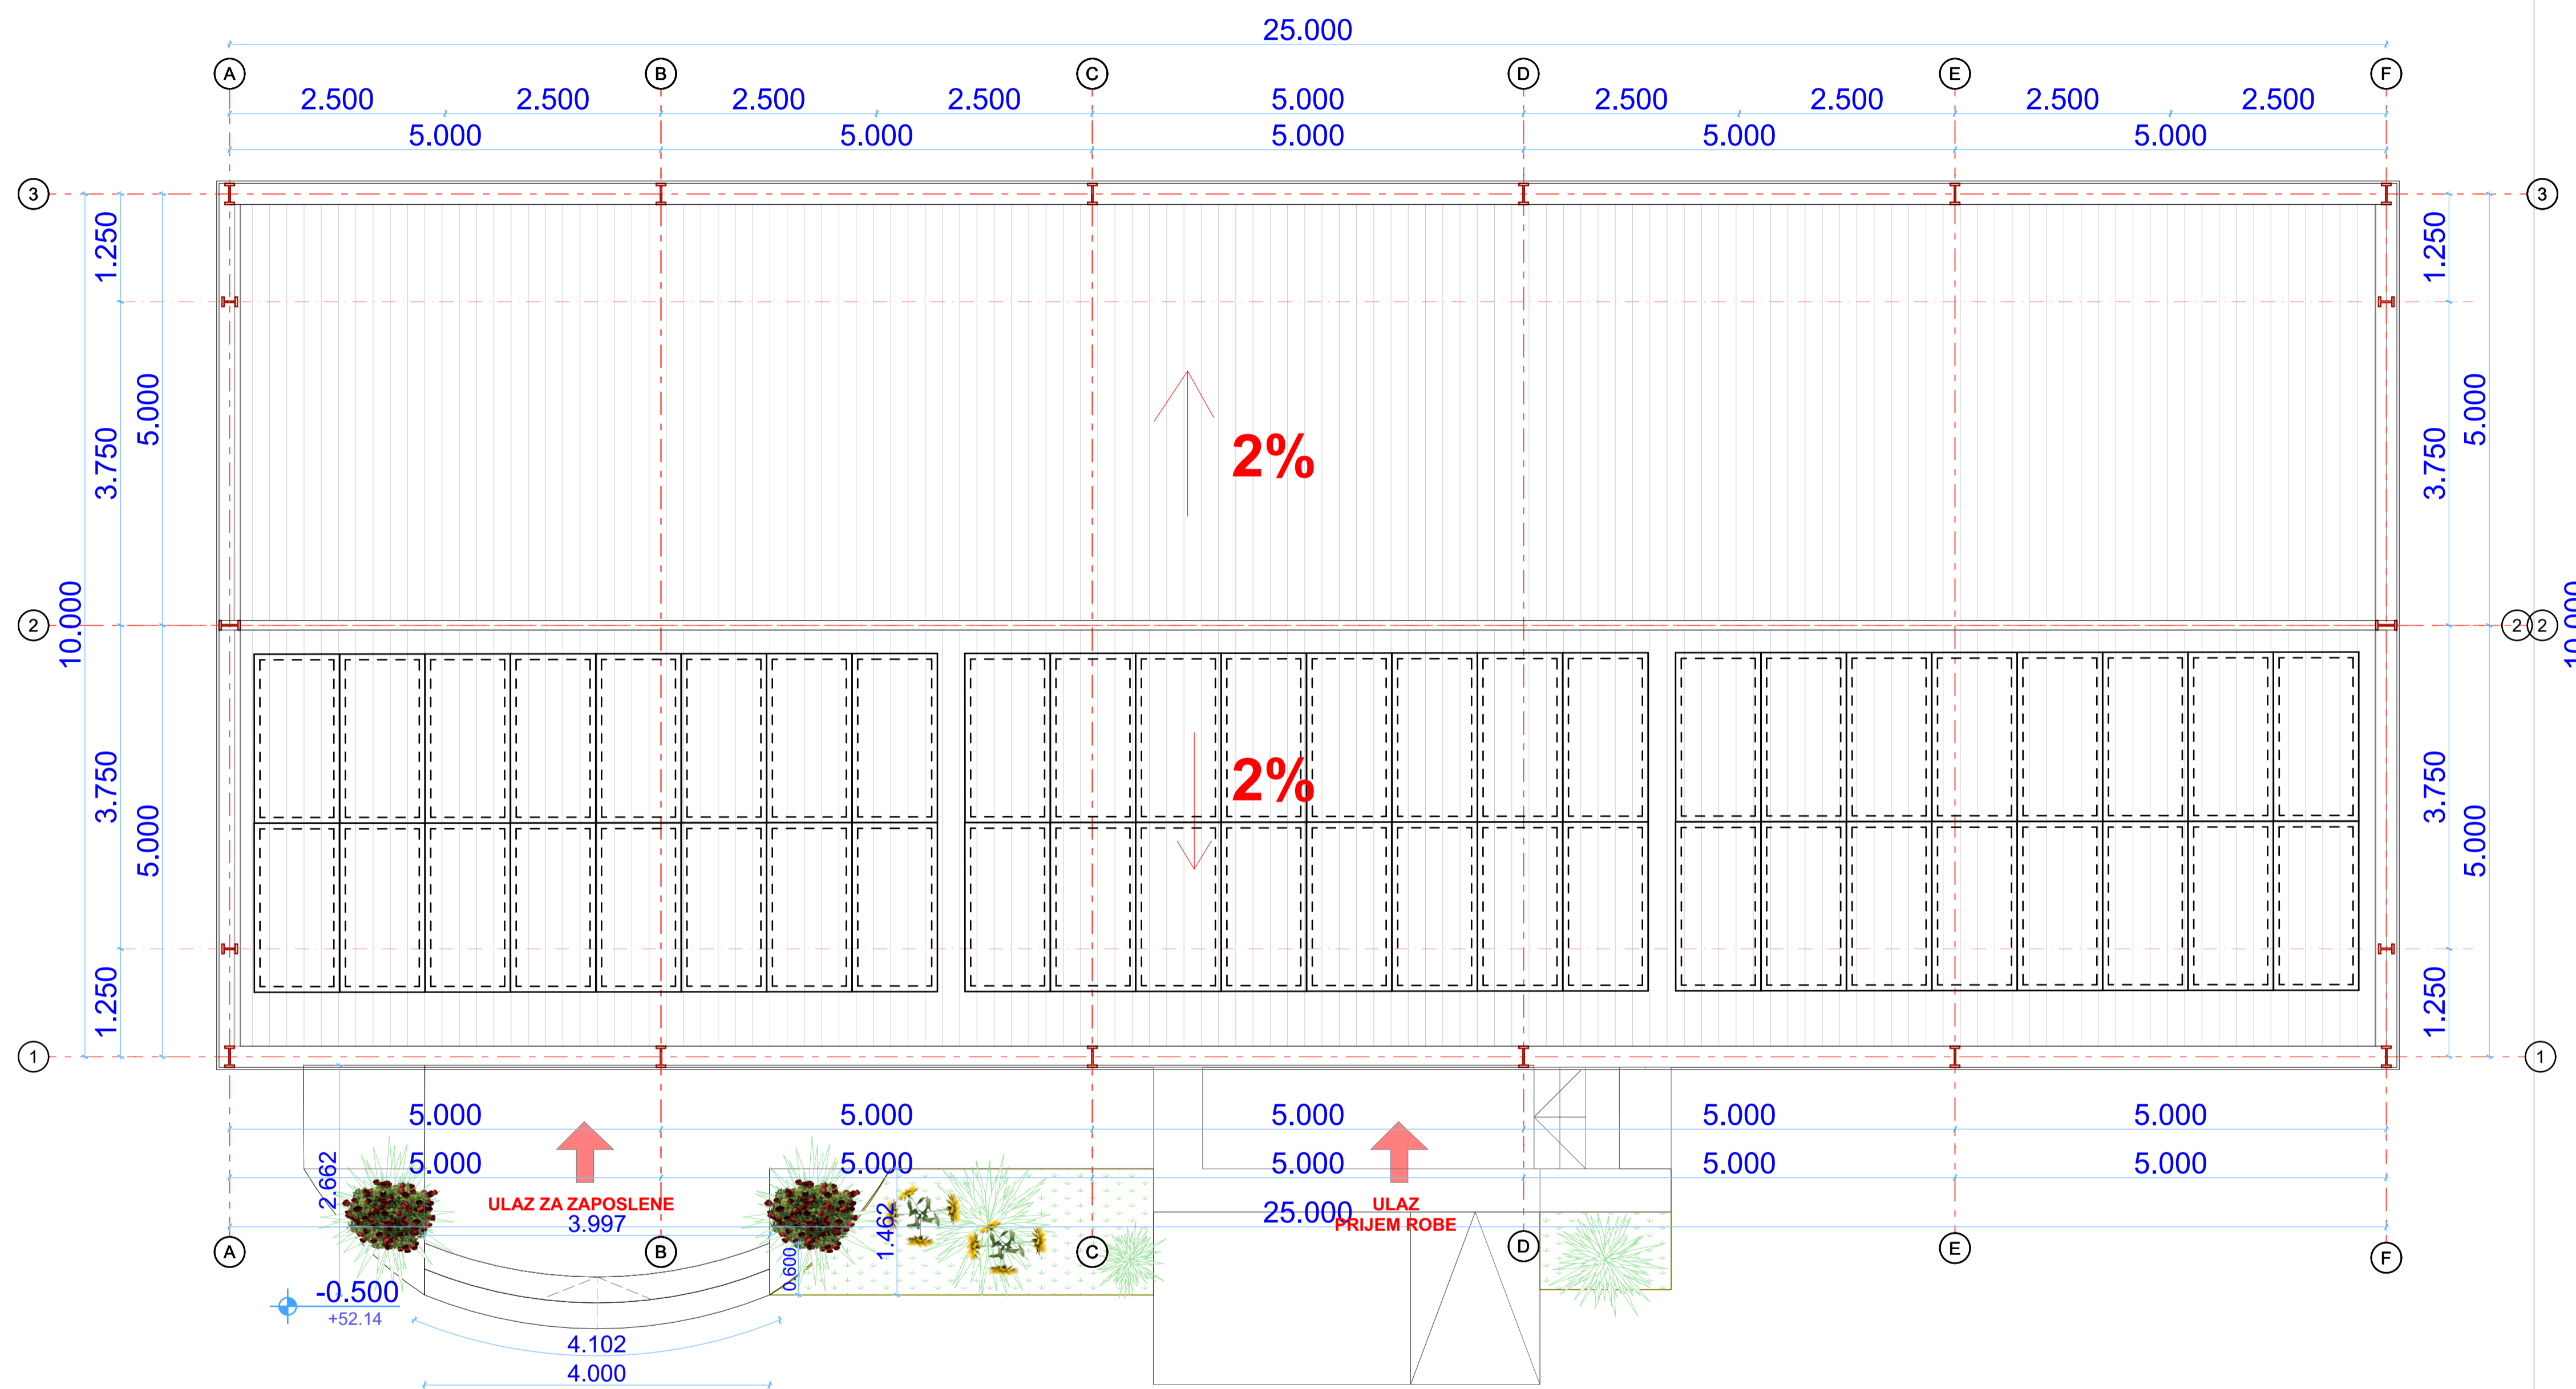 25.000
A B C D E F
2.500 2.500 2.500 2.500 5.000 2.500 2.500 2.500 2.500
5.000 5.000 5.000 5.000 5.000
3 3
1.250 1.250
5.000 5.000
3.750 3.750
2%
10.000 10.000
2 2 2
3.750 3.750
2%
5.000 5.000
1.250 1.250
1 1
5.000 5.000 5.000 5.000 5.000
5.000 5.000 5.000 5.000 5.000
2.662
ULAZ ZA ZAPOSLENE
3.997
1.462
25.000
ULAZ
PRIJEM ROBE
0.600
A B C D E F
-0.500
+52.14
4.102
4.000